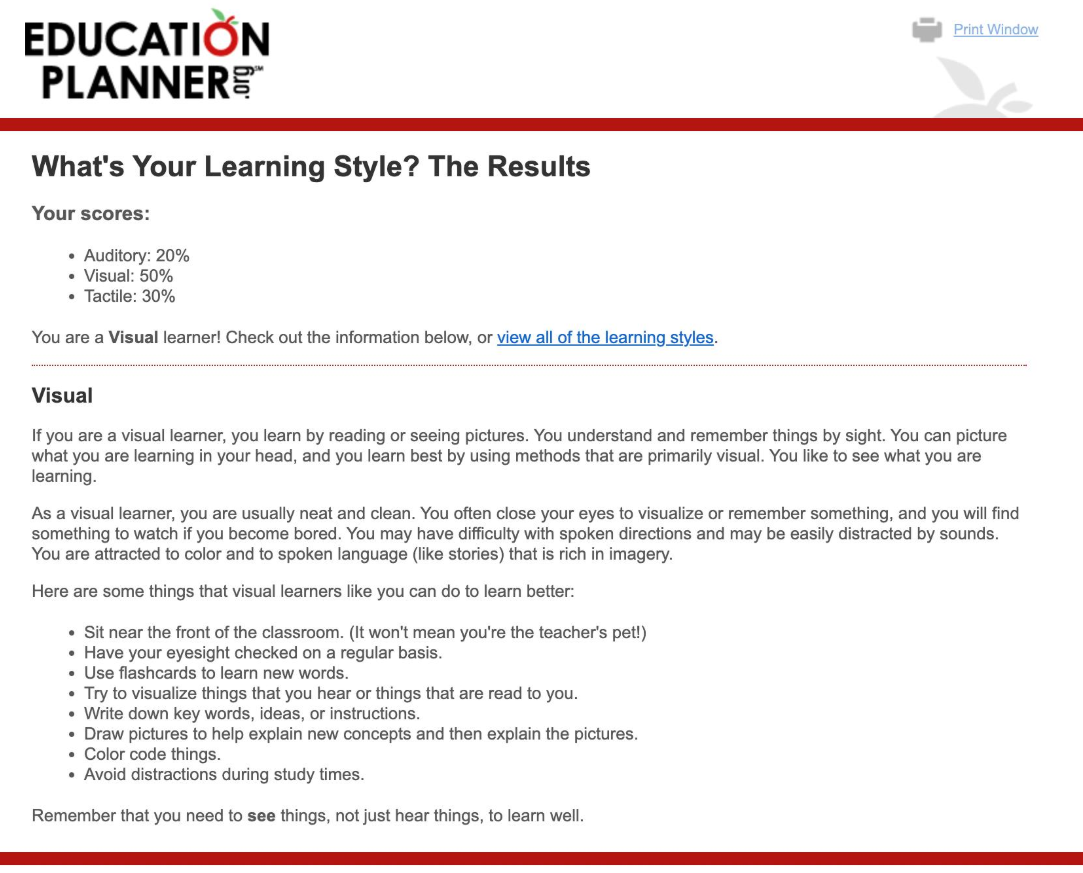 EDUCATION
PLANNER.org℠
Print Window
What's Your Learning Style? The Results
Your scores:
• Auditory: 20%
• Visual: 50%
• Tactile: 30%
You are a Visual learner! Check out the information below, or view all of the learning styles.
Visual
If you are a visual learner, you learn by reading or seeing pictures. You understand and remember things by sight. You can picture
what you are learning in your head, and you learn best by using methods that are primarily visual. You like to see what you are
learning.
As a visual learner, you are usually neat and clean. You often close your eyes to visualize or remember something, and you will find
something to watch if you become bored. You may have difficulty with spoken directions and may be easily distracted by sounds.
You are attracted to color and to spoken language (like stories) that is rich in imagery.
Here are some things that visual learners like you can do to learn better:
• Sit near the front of the classroom. (It won't mean you're the teacher's pet!)
• Have your eyesight checked on a regular basis.
• Use flashcards to learn new words.
• Try to visualize things that you hear or things that are read to you.
• Write down key words, ideas, or instructions.
• Draw pictures to help explain new concepts and then explain the pictures.
• Color code things.
• Avoid distractions during study times.
Remember that you need to see things, not just hear things, to learn well.